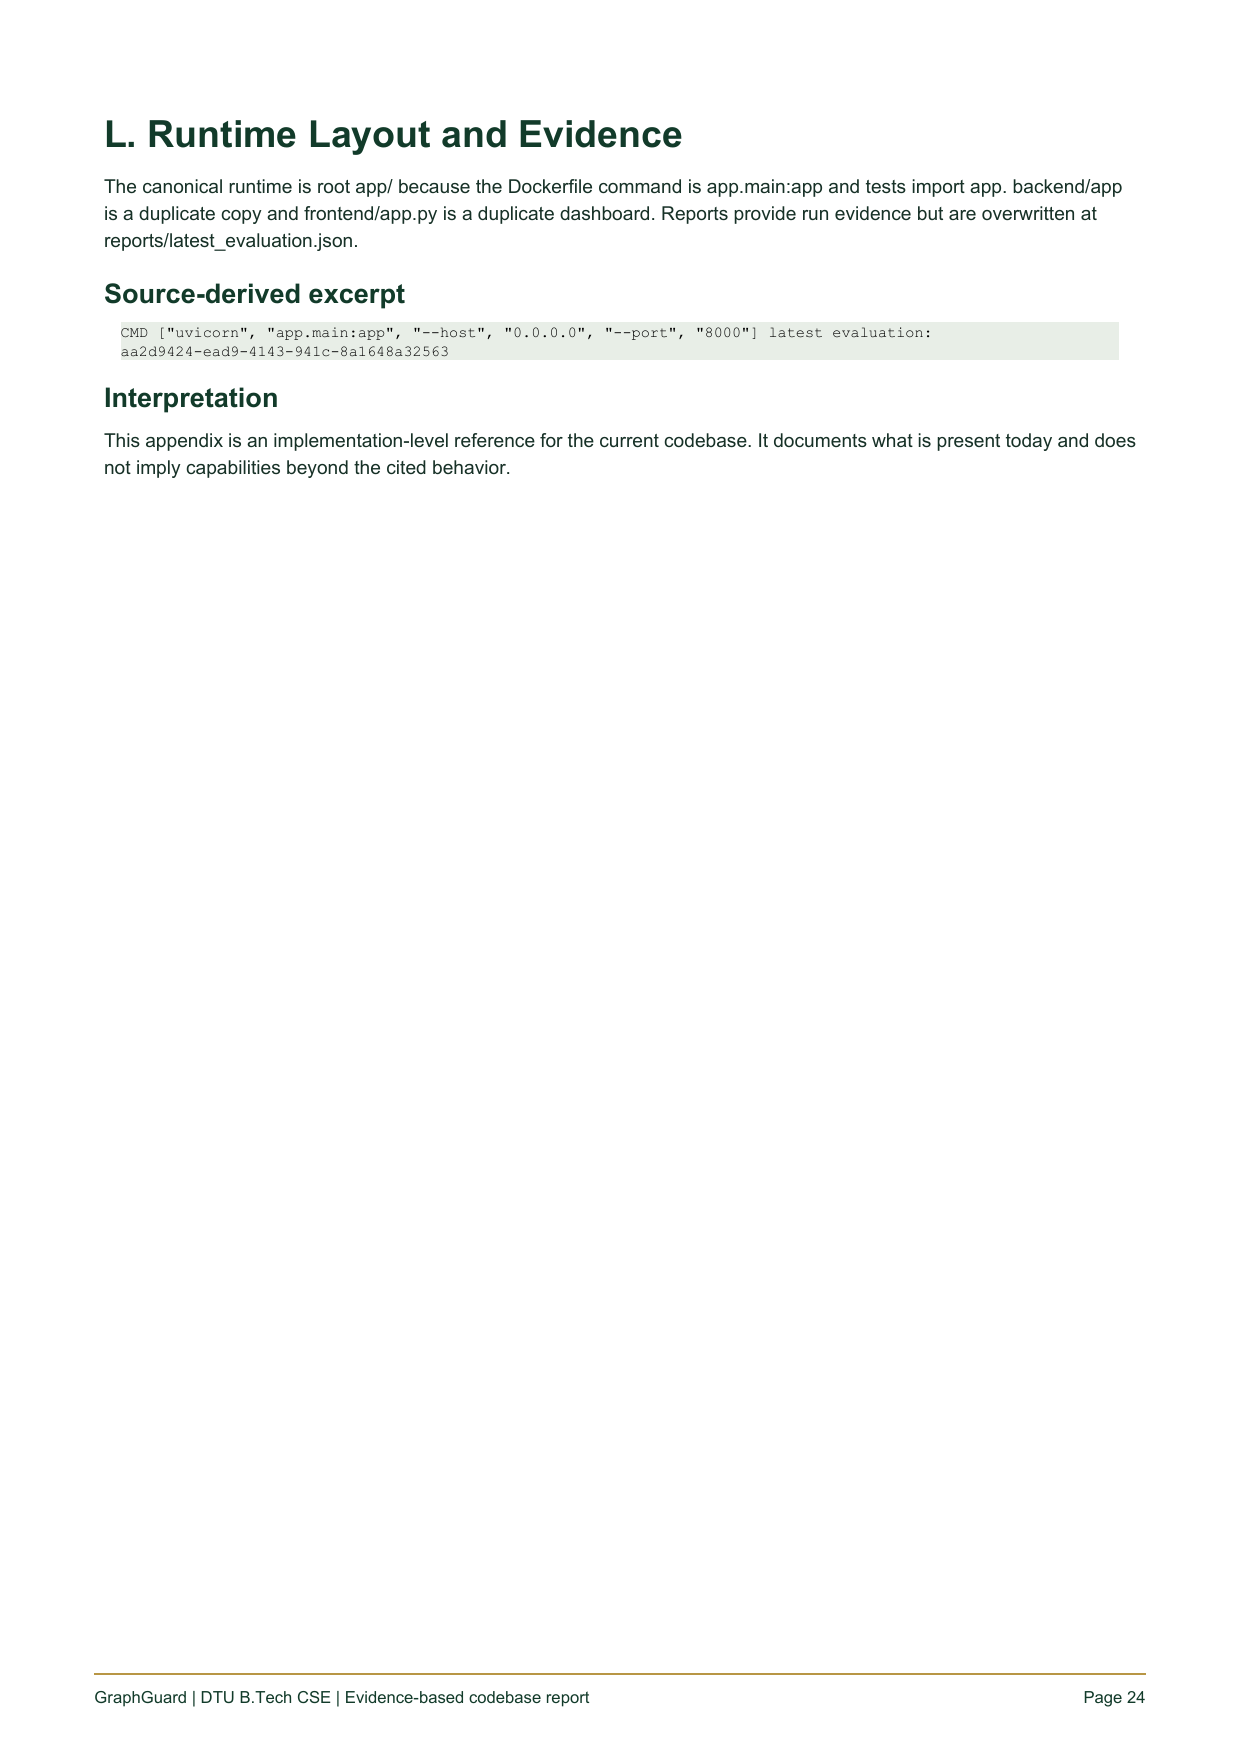 L. Runtime Layout and Evidence
The canonical runtime is root app/ because the Dockerfile command is app.main:app and tests import app. backend/app
is a duplicate copy and frontend/app.py is a duplicate dashboard. Reports provide run evidence but are overwritten at
reports/latest_evaluation.json.
Source-derived excerpt
CMD ["uvicorn", "app.main:app", "--host", "0.0.0.0", "--port", "8000"] latest evaluation:
aa2d9424-ead9-4143-941c-8a1648a32563
Interpretation
This appendix is an implementation-level reference for the current codebase. It documents what is present today and does
not imply capabilities beyond the cited behavior.
GraphGuard | DTU B.Tech CSE | Evidence-based codebase report
Page 24